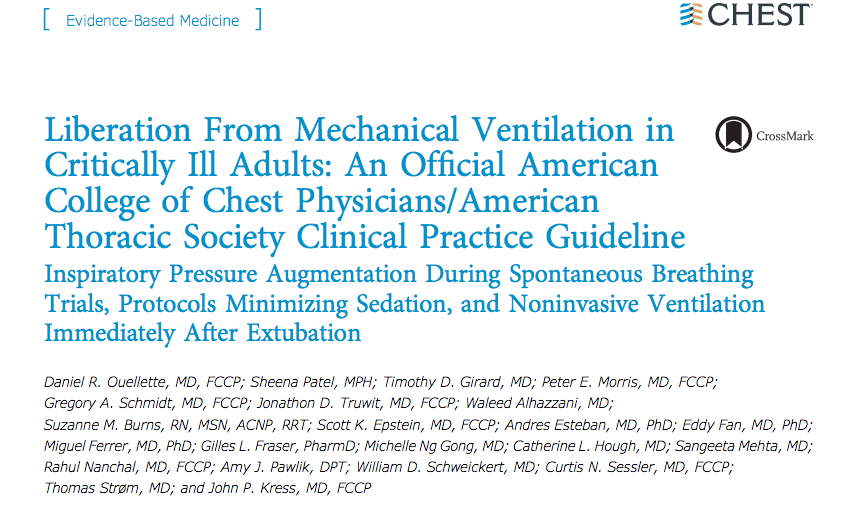 [ Evidence-Based Medicine ]
CHEST
Liberation From Mechanical Ventilation in
Critically Ill Adults: An Official American
College of Chest Physicians/American
Thoracic Society Clinical Practice Guideline
CrossMark
Inspiratory Pressure Augmentation During Spontaneous Breathing
Trials, Protocols Minimizing Sedation, and Noninvasive Ventilation
Immediately After Extubation
Daniel R. Ouellette, MD, FCCP; Sheena Patel, MPH; Timothy D. Girard, MD; Peter E. Morris, MD, FCCP;
Gregory A. Schmidt, MD, FCCP; Jonathon D. Truwit, MD, FCCP; Waleed Alhazzani, MD;
Suzanne M. Burns, RN, MSN, ACNP, RRT; Scott K. Epstein, MD, FCCP; Andres Esteban, MD, PhD; Eddy Fan, MD, PhD;
Miguel Ferrer, MD, PhD; Gilles L. Fraser, PharmD; Michelle Ng Gong, MD; Catherine L. Hough, MD; Sangeeta Mehta, MD;
Rahul Nanchal, MD, FCCP; Amy J. Pawlik, DPT; William D. Schweickert, MD; Curtis N. Sessler, MD, FCCP;
Thomas Strøm, MD; and John P. Kress, MD, FCCP